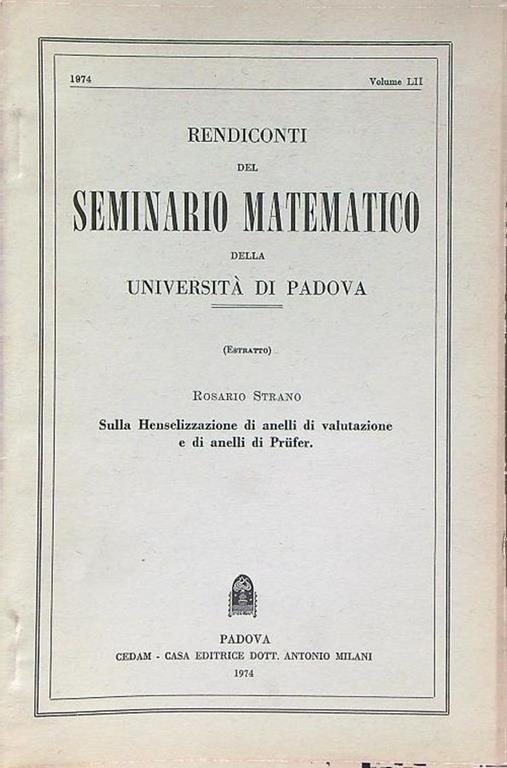 1974 Volume LII
RENDICONTI
DEL
SEMINARIO MATEMATICO
DELLA
UNIVERSITÀ DI PADOVA
(Estratto)
Rosario Strano
Sulla Henselizzazione di anelli di valutazione
e di anelli di Prüfer.
PADOVA
CEDAM - CASA EDITRICE DOTT. ANTONIO MILANI
1974